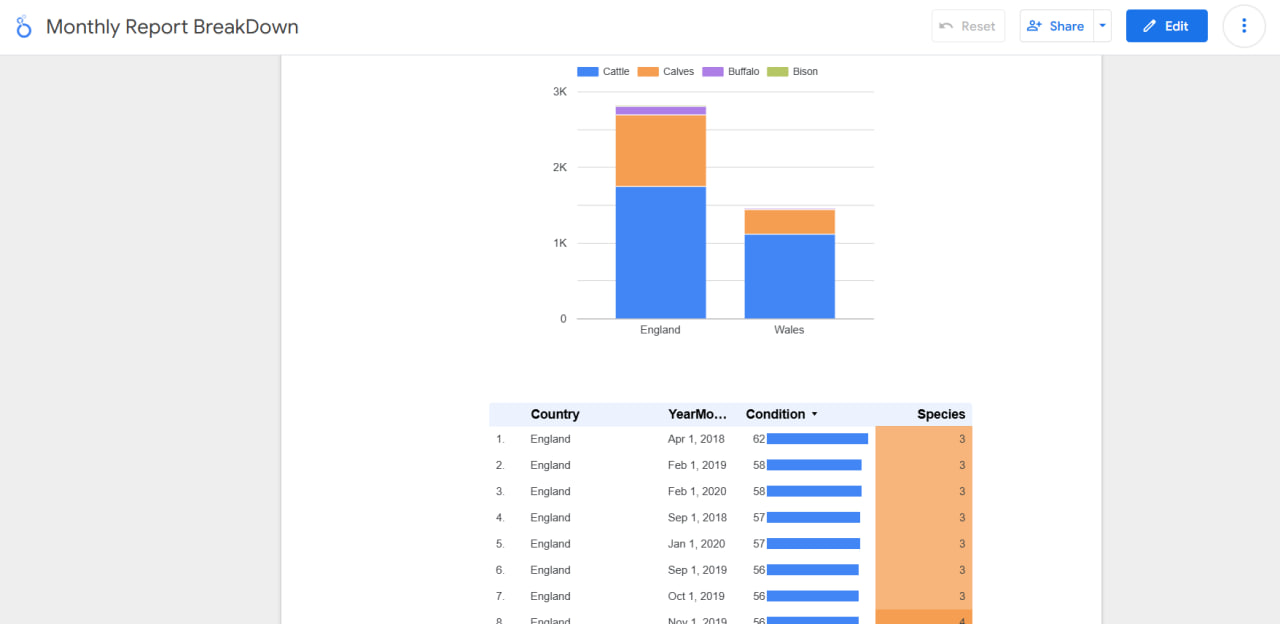 Monthly Report BreakDown
Reset
Share
Edit
Cattle Calves Buffalo Bison
3K
2K
1K
0
England Wales
Country YearMo... Condition Species
1. England Apr 1, 2018 62 3
2. England Feb 1, 2019 58 3
3. England Feb 1, 2020 58 3
4. England Sep 1, 2018 57 3
5. England Jan 1, 2020 57 3
6. England Sep 1, 2019 56 3
7. England Oct 1, 2019 56 3
8. England Nov 1, 2019 56 4